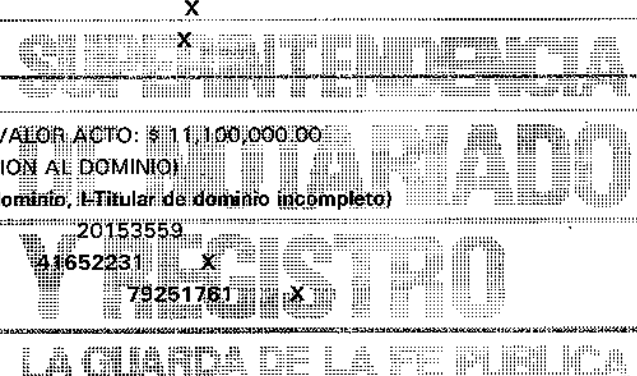 X
X
SUPERINTENDENCIA
VALOR ACTO: $ 11,100,000.00
ION AL DOMINIO)
NOTARIADO
ominio, I-Titular de dominio incompleto)
20153559
41652231 X
Y REGISTRO
79251761 X
LA GUARDA DE LA FE PUBLICA